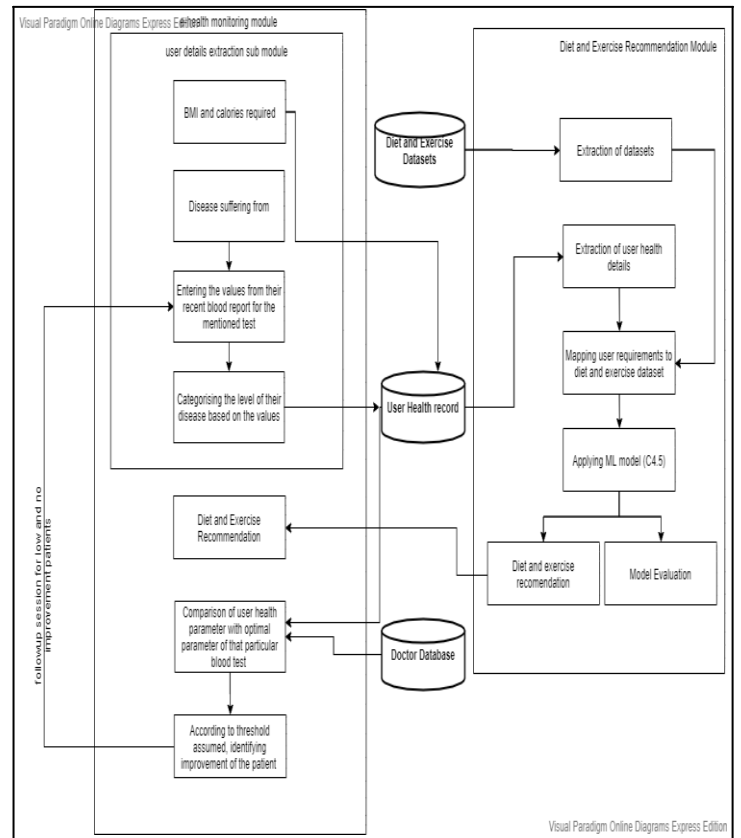 Visual Paradigm Online Diagrams Express Edition
e-health monitoring module
user details extraction sub module
BMI and calories required
Disease suffering from
Entering the values from their
recent blood report for the
mentioned test
Categorising the level of their
disease based on the values
Diet and Exercise
Recommendation
Comparison of user health
parameter with optimal
parameter of that particular
blood test
According to threshold
assumed, identifying
improvement of the patient
followup session for low and no
improvement patients
Diet and Exercise
Datasets
User Health record
Doctor Database
Diet and Exercise Recommendation Module
Extraction of datasets
Extraction of user health
details
Mapping user requirements to
diet and exercise dataset
Applying ML model (C4.5)
Diet and exercise
recomendation
Model Evaluation
Visual Paradigm Online Diagrams Express Edition